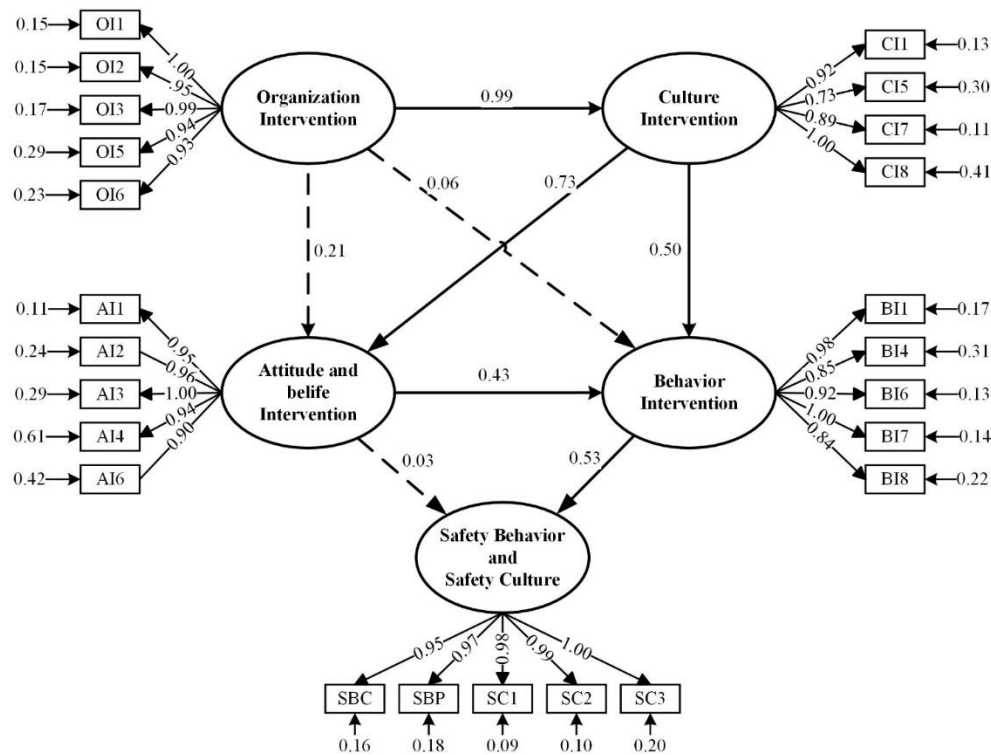 0.15
OI1
1.00
0.15
OI2
.95
0.17
OI3
0.99
0.29
OI5
0.94
0.23
OI6
0.93
Organization
Intervention
0.99
Culture
Intervention
0.92
CI1
0.13
0.73
CI5
0.30
0.89
CI7
0.11
1.00
CI8
0.41
0.06
0.73
0.21
0.50
0.11
AI1
0.95
0.24
AI2
0.96
0.29
AI3
1.00
0.61
AI4
0.94
0.42
AI6
0.90
Attitude and
belife
Intervention
0.43
Behavior
Intervention
0.98
BI1
0.17
0.85
BI4
0.31
0.92
BI6
0.13
1.00
BI7
0.14
0.84
BI8
0.22
0.03
0.53
Safety Behavior
and
Safety Culture
0.95
0.97
0.98
0.99
1.00
SBC
SBP
SC1
SC2
SC3
0.16
0.18
0.09
0.10
0.20